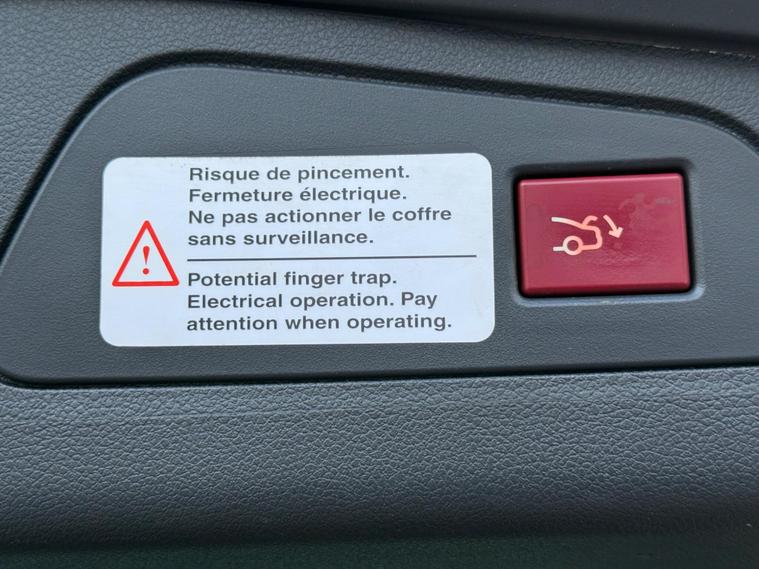 Risque de pincement.
Fermeture électrique.
Ne pas actionner le coffre
sans surveillance.
Potential finger trap.
Electrical operation. Pay
attention when operating.